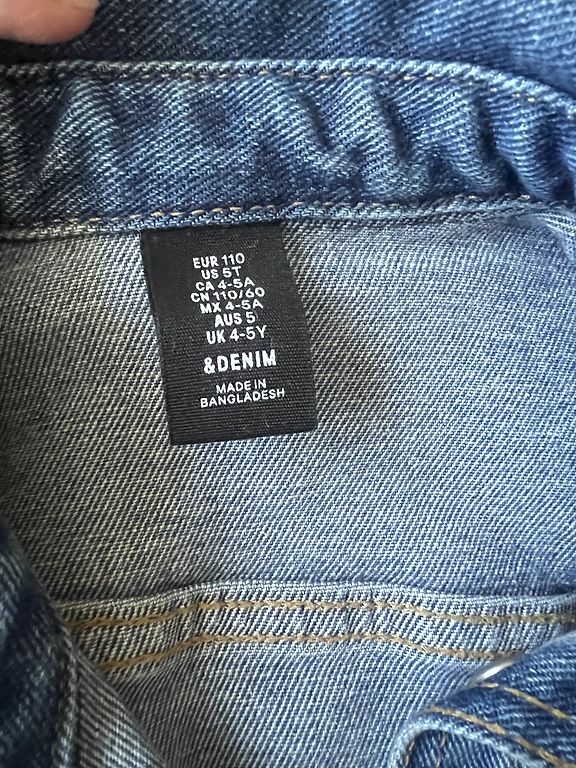 EUR 110
US 5T
CA 4-5A
CN 110/60
MX 4-5A
AUS 5
UK 4-5Y
&DENIM
MADE IN
BANGLADESH